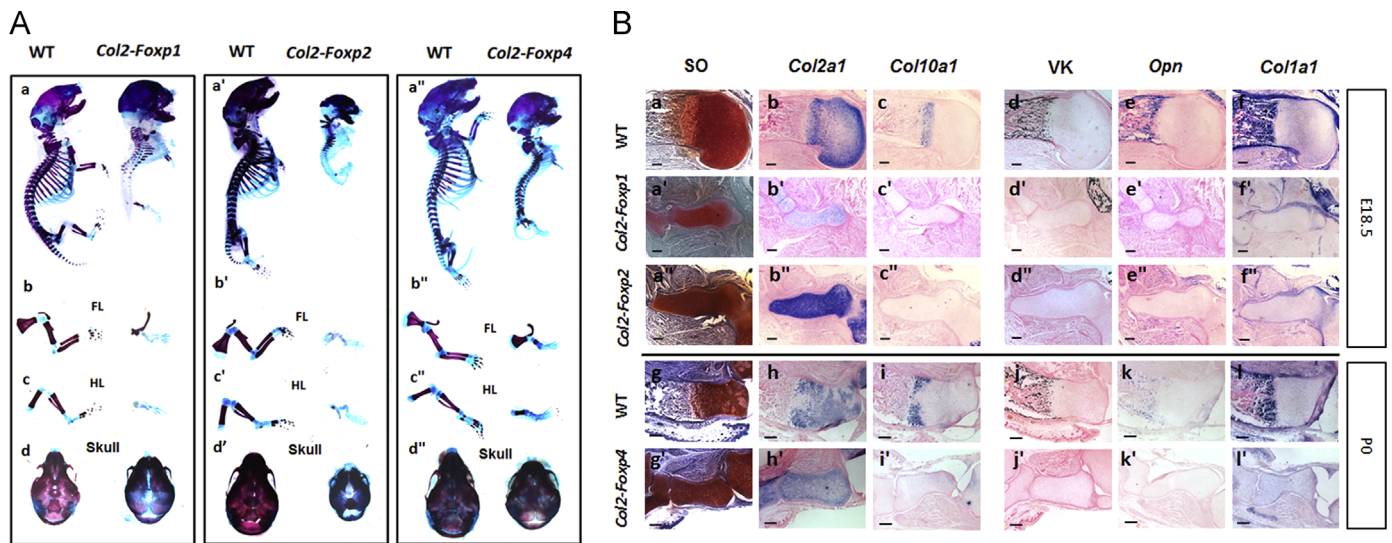 A
B
WT Col2-Foxp1 WT Col2-Foxp2 WT Col2-Foxp4
a a' a''
b b' b''
FL FL FL
c c' c''
HL HL HL
d d' d''
Skull Skull Skull
SO Col2a1 Col10a1 VK Opn Col1a1
WT a b c d e f
Col2-Foxp1 a' b' c' d' e' f'
Col2-Foxp2 a'' b'' c'' d'' e'' f''
E18.5
WT g h i j k l
Col2-Foxp4 g' h' i' j' k' l'
P0